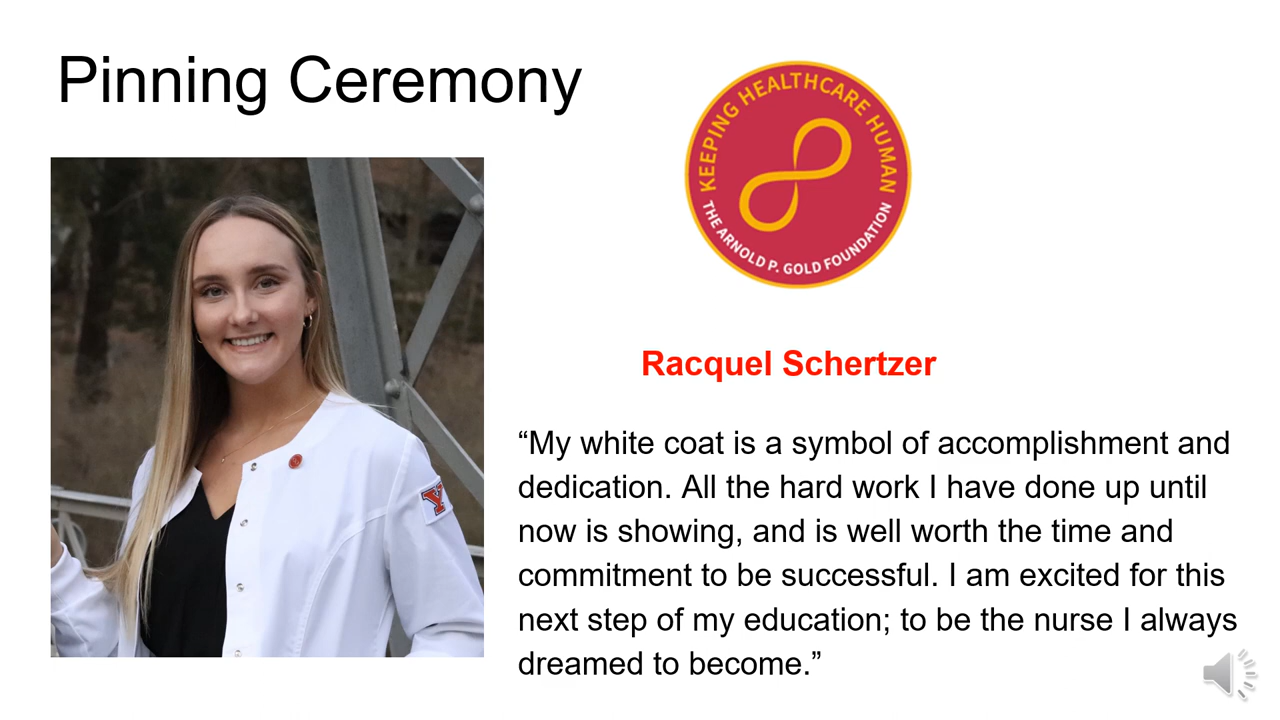 Pinning Ceremony
KEEPING HEALTHCARE HUMAN
THE ARNOLD P. GOLD FOUNDATION
Racquel Schertzer
“My white coat is a symbol of accomplishment and
dedication. All the hard work I have done up until
now is showing, and is well worth the time and
commitment to be successful. I am excited for this
next step of my education; to be the nurse I always
dreamed to become.”
Y